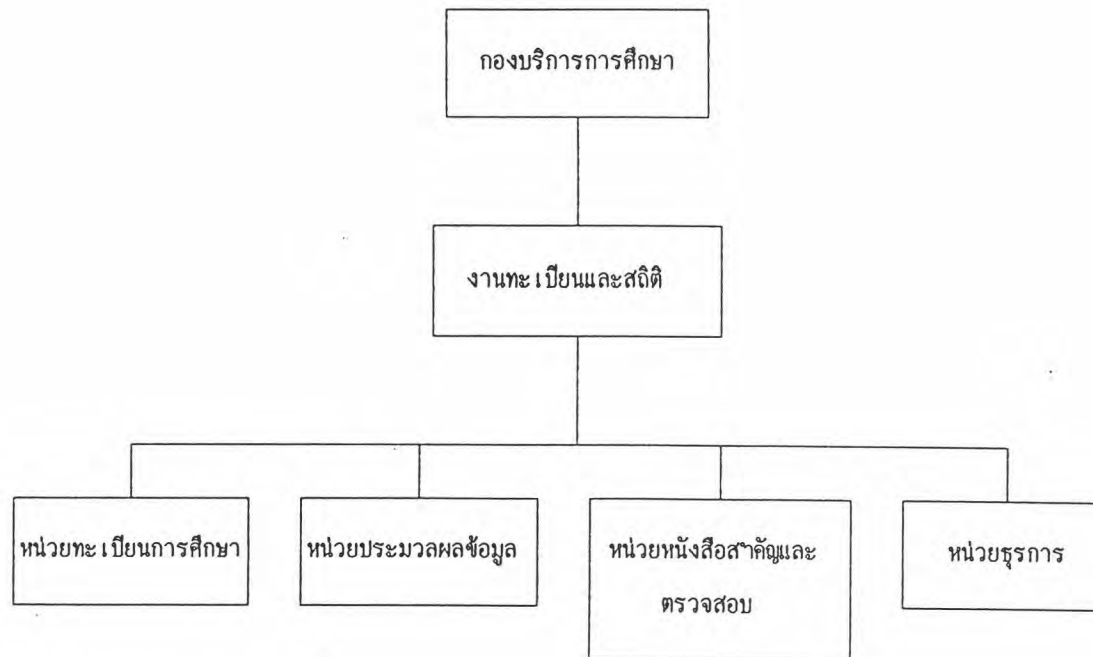 กองบริการการศึกษา
งานทะเบียนและสถิติ
หน่วยทะเบียนการศึกษา
หน่วยประมวลผลข้อมูล
หน่วยหนังสือสำคัญและ
ตรวจสอบ
หน่วยธุรการ